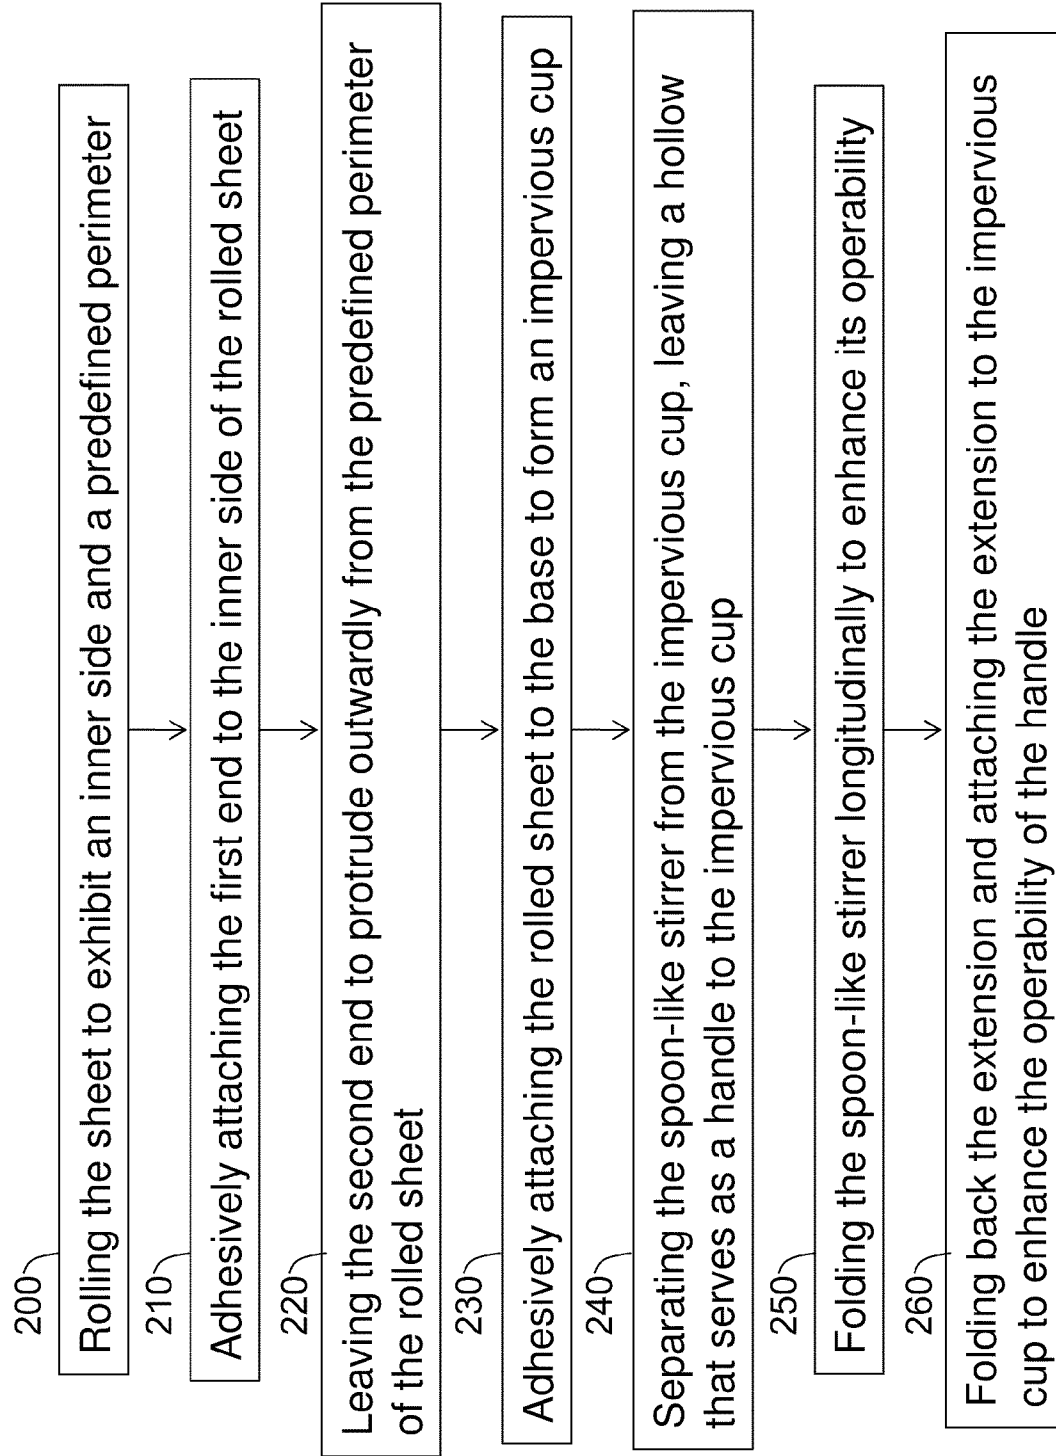 200
Rolling the sheet to exhibit an inner side and a predefined perimeter
210
Adhesively attaching the first end to the inner side of the rolled sheet
220
Leaving the second end to protrude outwardly from the predefined perimeter
of the rolled sheet
230
Adhesively attaching the rolled sheet to the base to form an impervious cup
240
Separating the spoon-like stirrer from the impervious cup, leaving a hollow
that serves as a handle to the impervious cup
250
Folding the spoon-like stirrer longitudinally to enhance its operability
260
Folding back the extension and attaching the extension to the impervious
cup to enhance the operability of the handle